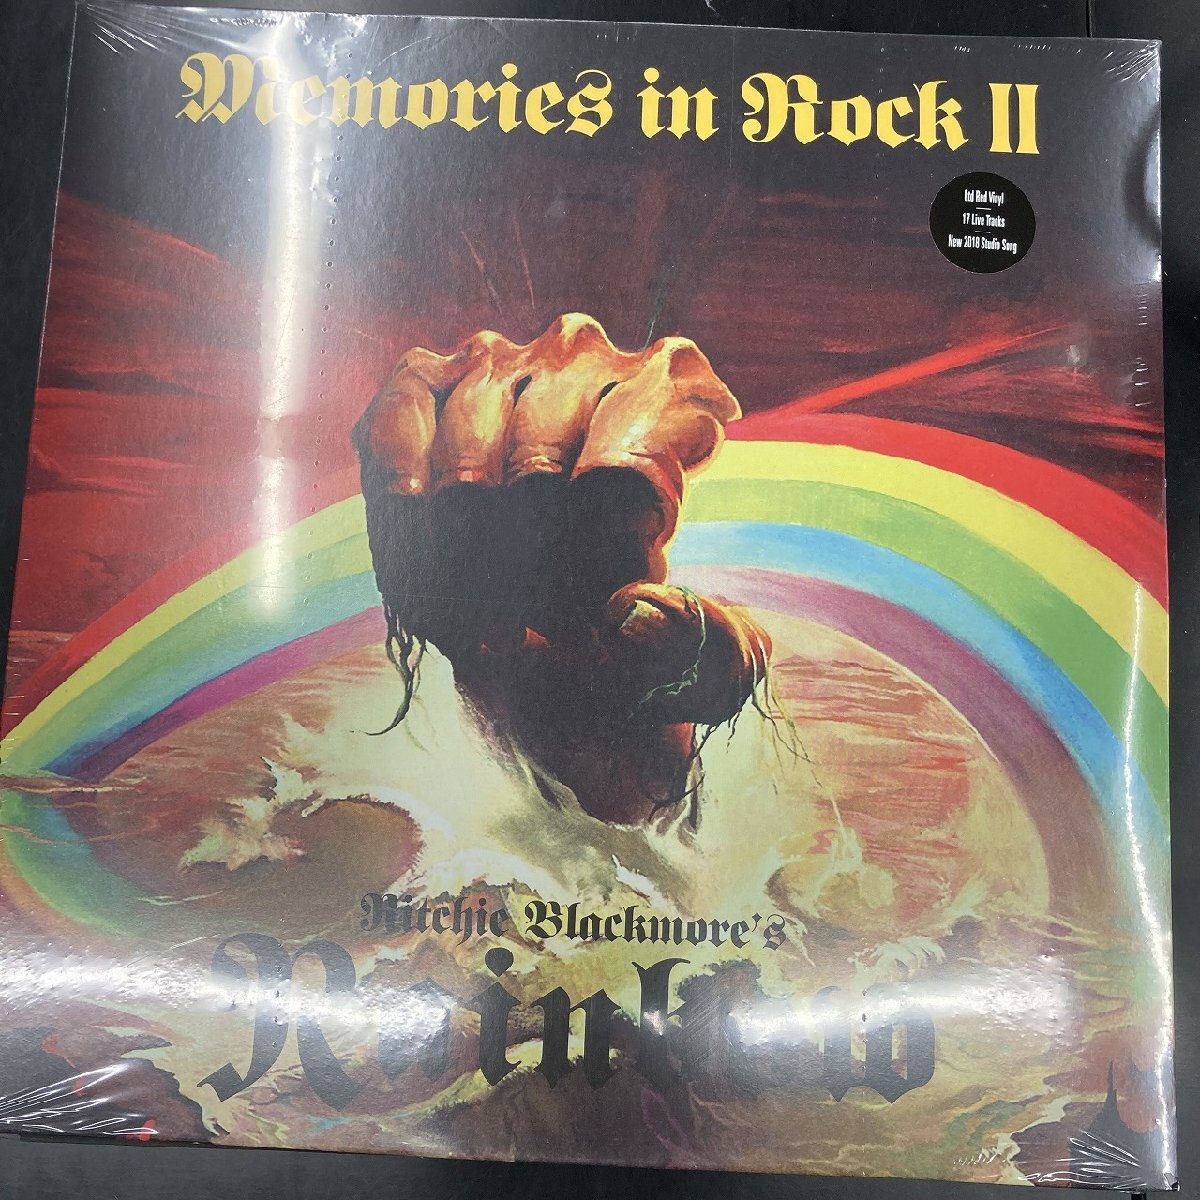 Memories in Rock II
ltd Red Vinyl
17 Live Tracks
New 2018 Studio Song
Ritchie Blackmore's
Rainbow